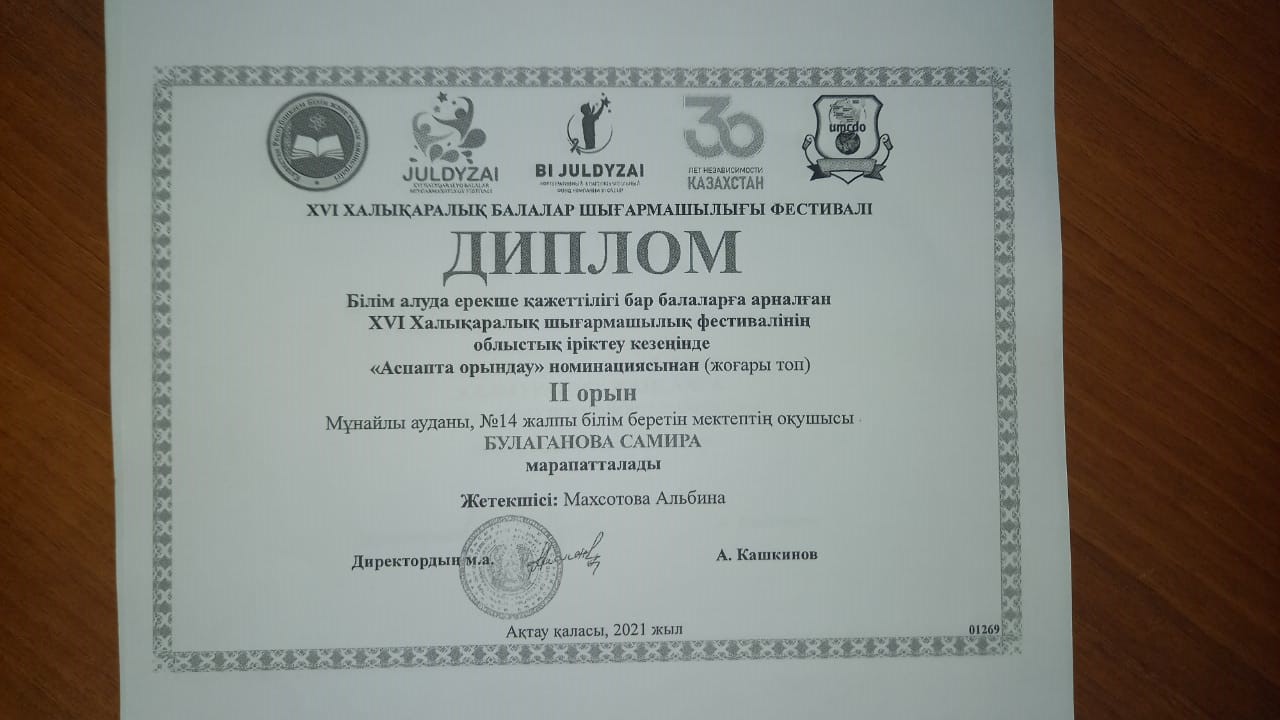 JULDYZAI
BI JULDYZAI
30
ЛЕТ НЕЗАВИСИМОСТИ
КАЗАХСТАН
umcdo
XVI ХАЛЫҚАРАЛЫҚ БАЛАЛАР ШЫҒАРМАШЫЛЫҒЫ ФЕСТИВАЛІ
ДИПЛОМ
Білім алуда ерекше қажеттілігі бар балаларға арналған
XVI Халықаралық шығармашылық фестивалінің
облыстық іріктеу кезеңінде
«Аспапта орындау» номинациясынан (жоғары топ)
II орын
Мұнайлы ауданы, №14 жалпы білім беретін мектептің оқушысы
БУЛАГАНОВА САМИРА
марапатталады
Жетекшісі: Махсотова Альбина
Директордың м.а. А. Кашкинов
Ақтау қаласы, 2021 жыл
01269